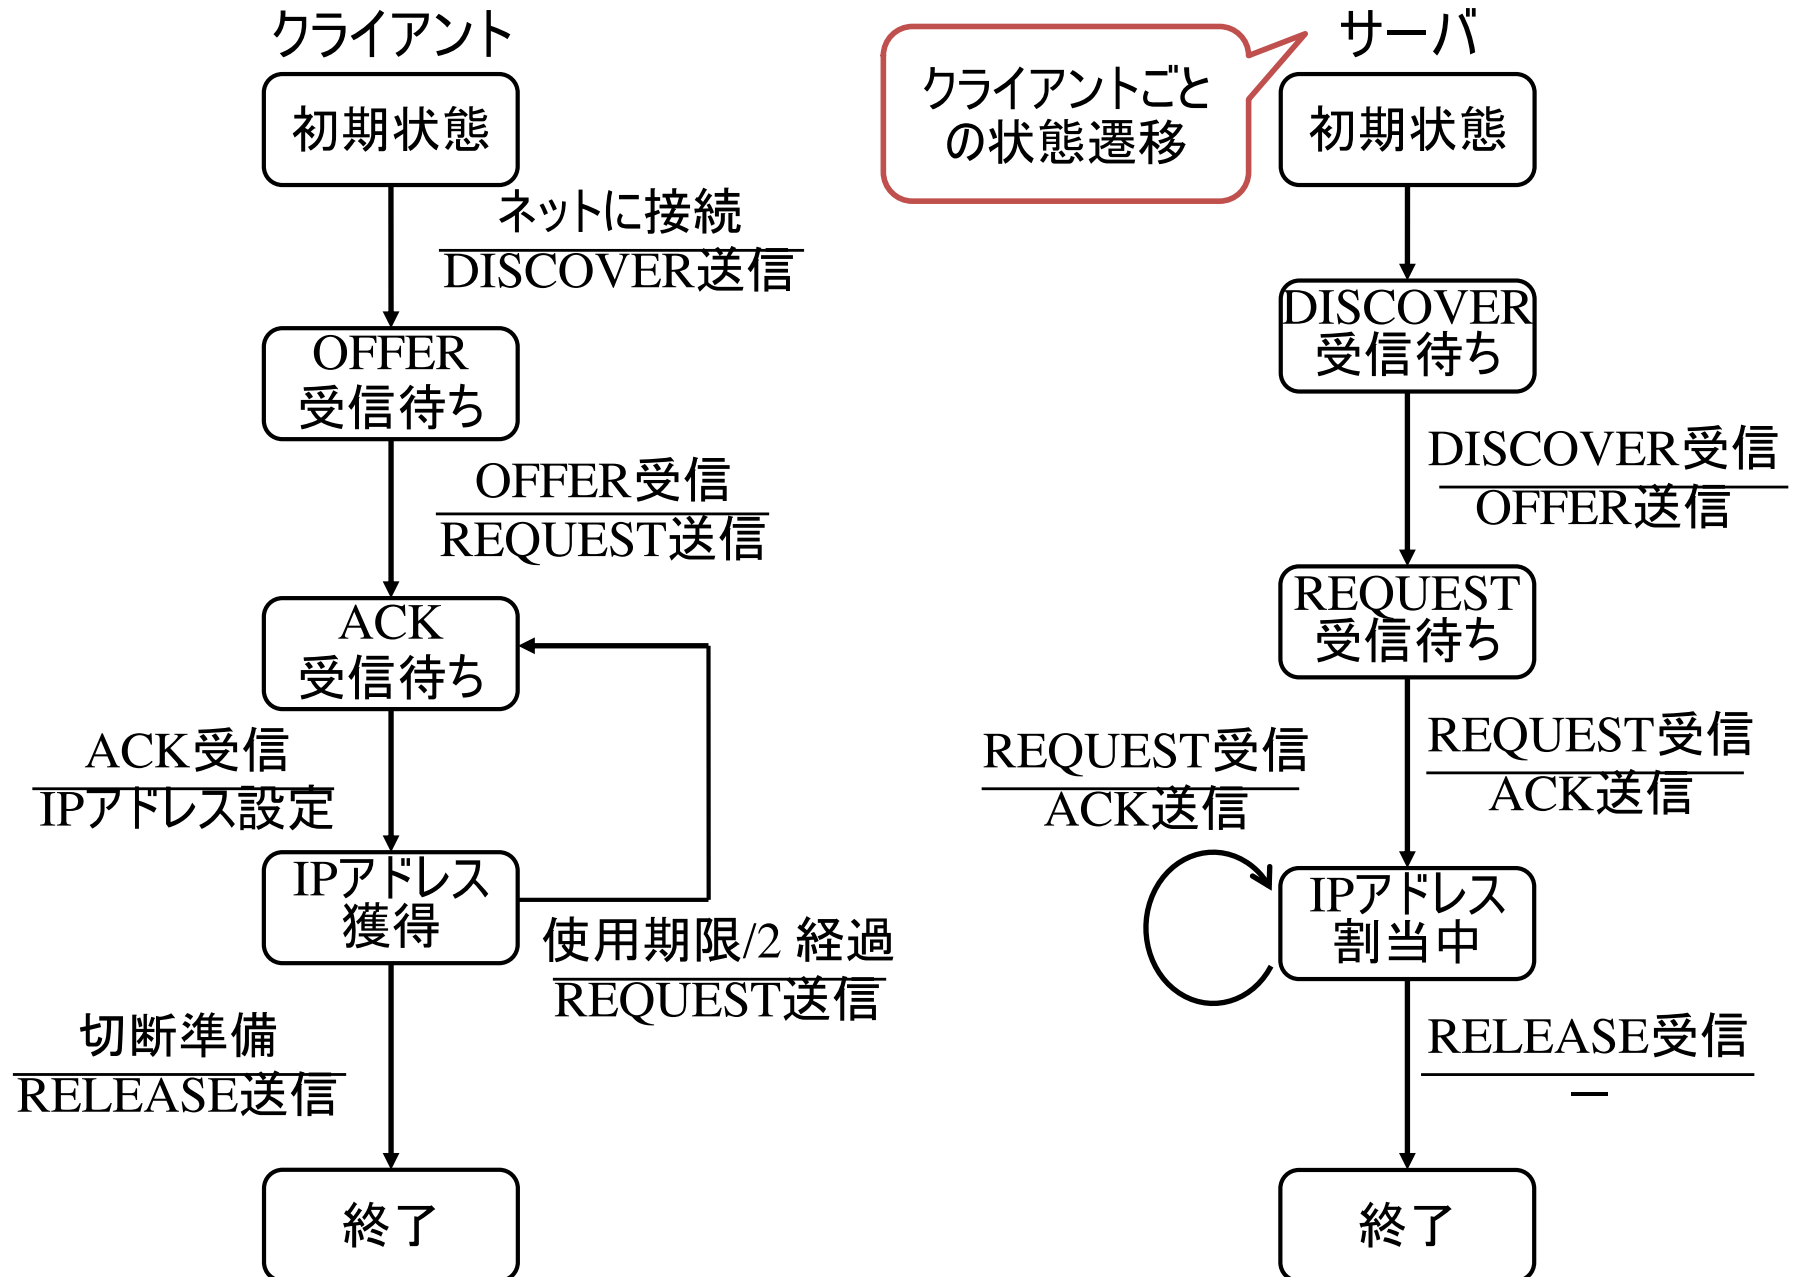 クライアント
初期状態
ネットに接続
DISCOVER送信
OFFER
受信待ち
OFFER受信
REQUEST送信
ACK
受信待ち
ACK受信
IPアドレス設定
IPアドレス
獲得
使用期限/2 経過
REQUEST送信
切断準備
RELEASE送信
終了
クライアントごと
の状態遷移
サーバ
初期状態
DISCOVER
受信待ち
DISCOVER受信
OFFER送信
REQUEST
受信待ち
REQUEST受信
ACK送信
REQUEST受信
ACK送信
IPアドレス
割当中
RELEASE受信
―
終了